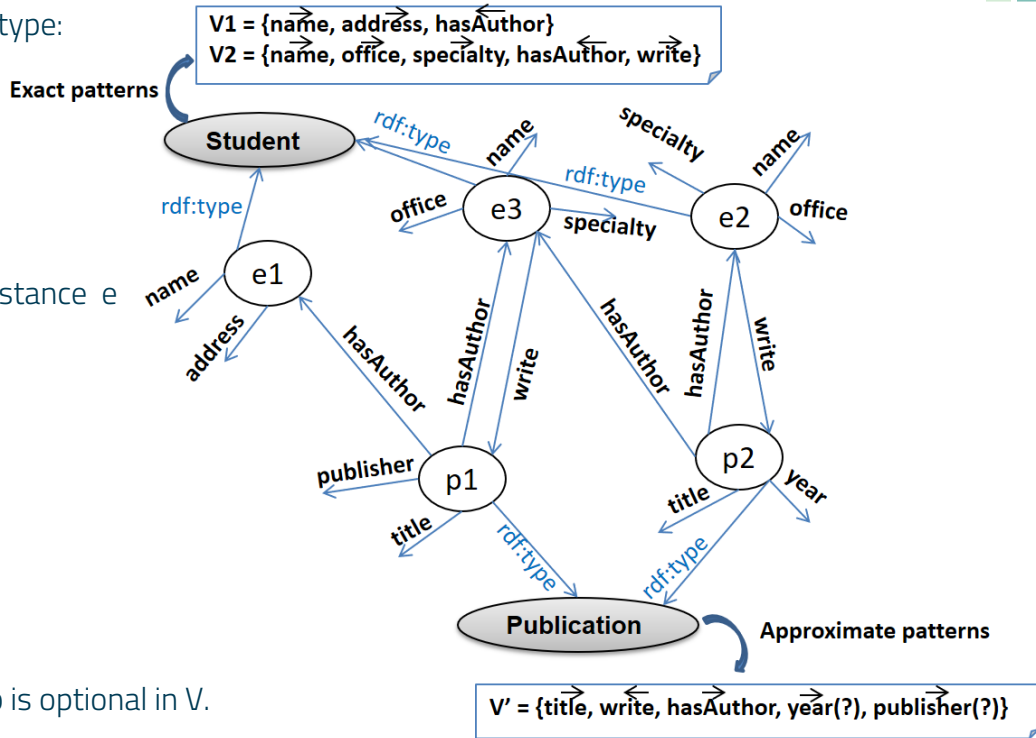 type:
V1 = {name, address, hasAuthor}
V2 = {name, office, specialty, hasAuthor, write}
Exact patterns
Student
rdf:type
name
specialty
name
rdf:type
rdf:type
office
e3
specialty
e2
office
e1
stance e
name
address
hasAuthor
hasAuthor
write
hasAuthor
hasAuthor
write
publisher
p1
title
p2
title
year
rdf:type
rdf:type
Publication
Approximate patterns
o is optional in V.
V' = {title, write, hasAuthor, year(?), publisher(?)}